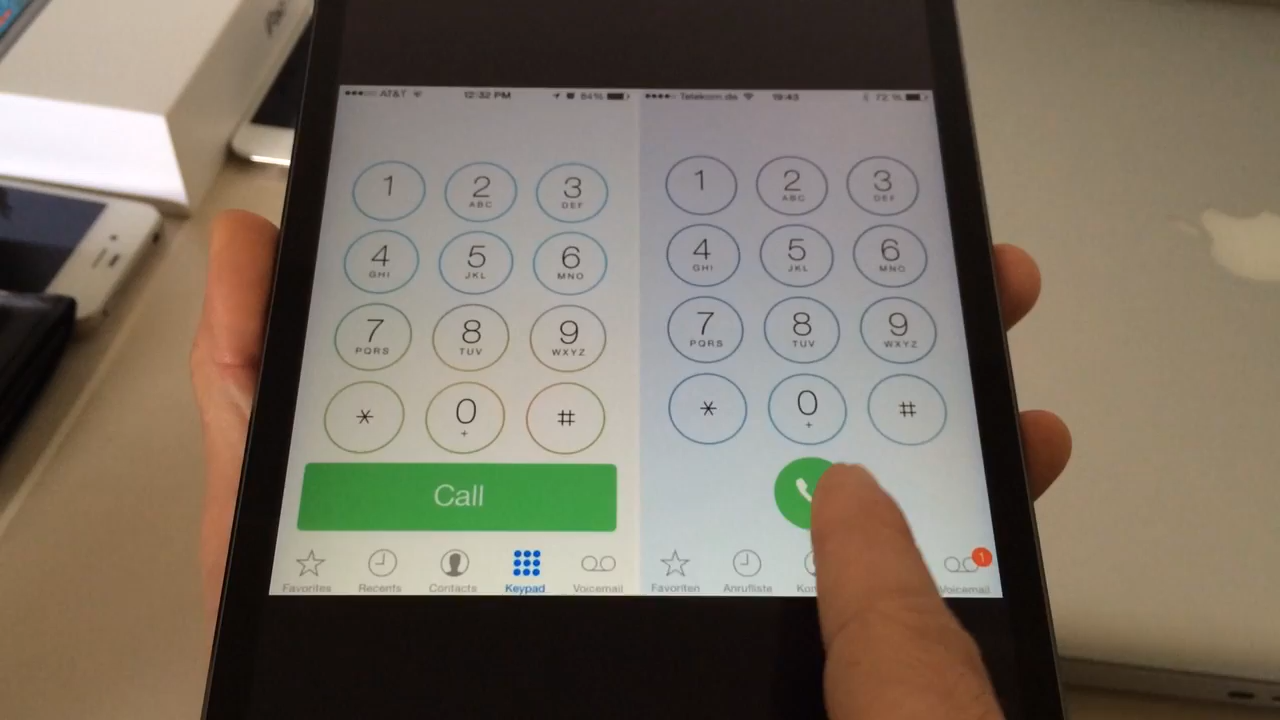 AT&T 12:32 PM 84%
1 2 3
ABC DEF
4 5 6
GHI JKL MNO
7 8 9
PQRS TUV WXYZ
* 0 #
+
Call
Favorites Recents Contacts Keypad Voicemail
Telekom.de 19:43 72 %
1 2 3
ABC DEF
4 5 6
GHI JKL MNO
7 8 9
PQRS TUV WXYZ
* 0 #
+
1
Favoriten Anrufliste Voicemail